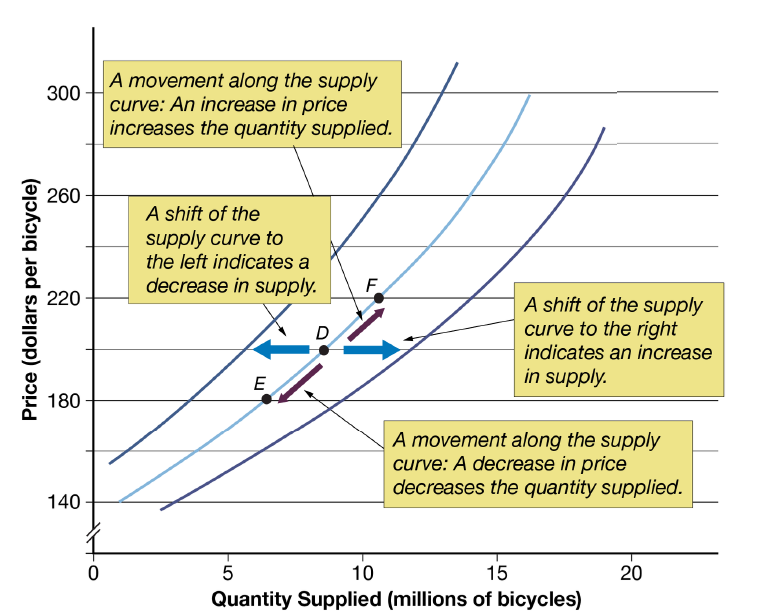 A movement along the supply
curve: An increase in price
increases the quantity supplied.
300
260
A shift of the
supply curve to
the left indicates a
decrease in supply.
F
220
A shift of the supply
curve to the right
indicates an increase
in supply.
D
E
180
A movement along the supply
curve: A decrease in price
decreases the quantity supplied.
140
Price (dollars per bicycle)
0 5 10 15 20
Quantity Supplied (millions of bicycles)